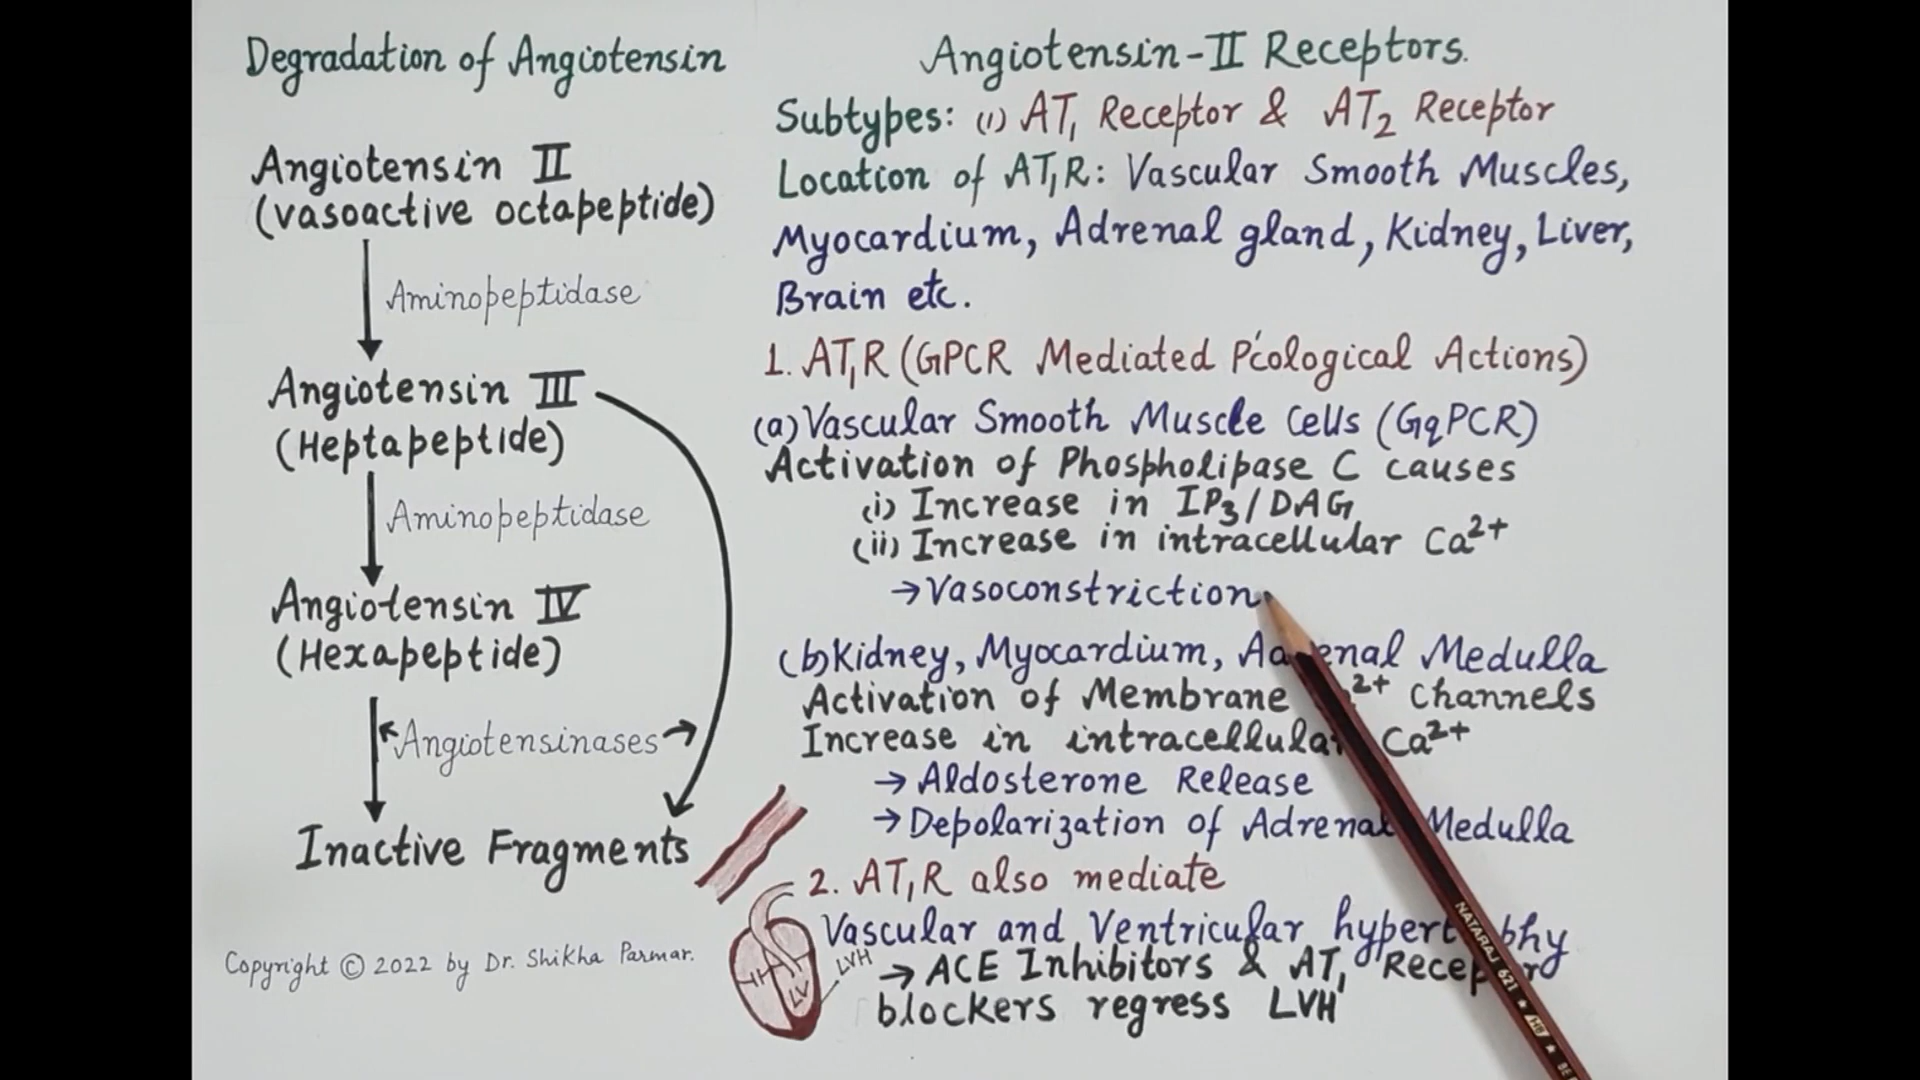 Degradation of Angiotensin
Angiotensin II
(vasoactive octapeptide)
Aminopeptidase
Angiotensin III
(Heptapeptide)
Aminopeptidase
Angiotensin IV
(Hexapeptide)
Angiotensinases
Inactive Fragments
Copyright © 2022 by Dr. Shikha Parmar.
Angiotensin-II Receptors.
Subtypes: (1) AT1 Receptor & AT2 Receptor
Location of AT1R: Vascular Smooth Muscles,
Myocardium, Adrenal gland, Kidney, Liver,
Brain etc.
1. AT1R (GPCR Mediated P'cological Actions)
(a) Vascular Smooth Muscle Cells (GqPCR)
Activation of Phospholipase C causes
(i) Increase in IP3/DAG
(ii) Increase in intracellular Ca2+
→ Vasoconstriction
(b) Kidney, Myocardium, Adrenal Medulla
Activation of Membrane 2+ Channels
Increase in intracellular Ca2+
→ Aldosterone Release
→ Depolarization of Adrenal Medulla
2. AT1R also mediate
Vascular and Ventricular hypertrophy
→ ACE Inhibitors & AT1 Receptor
blockers regress LVH
LVH
LV
NATARAJ 621 ★ HB ★